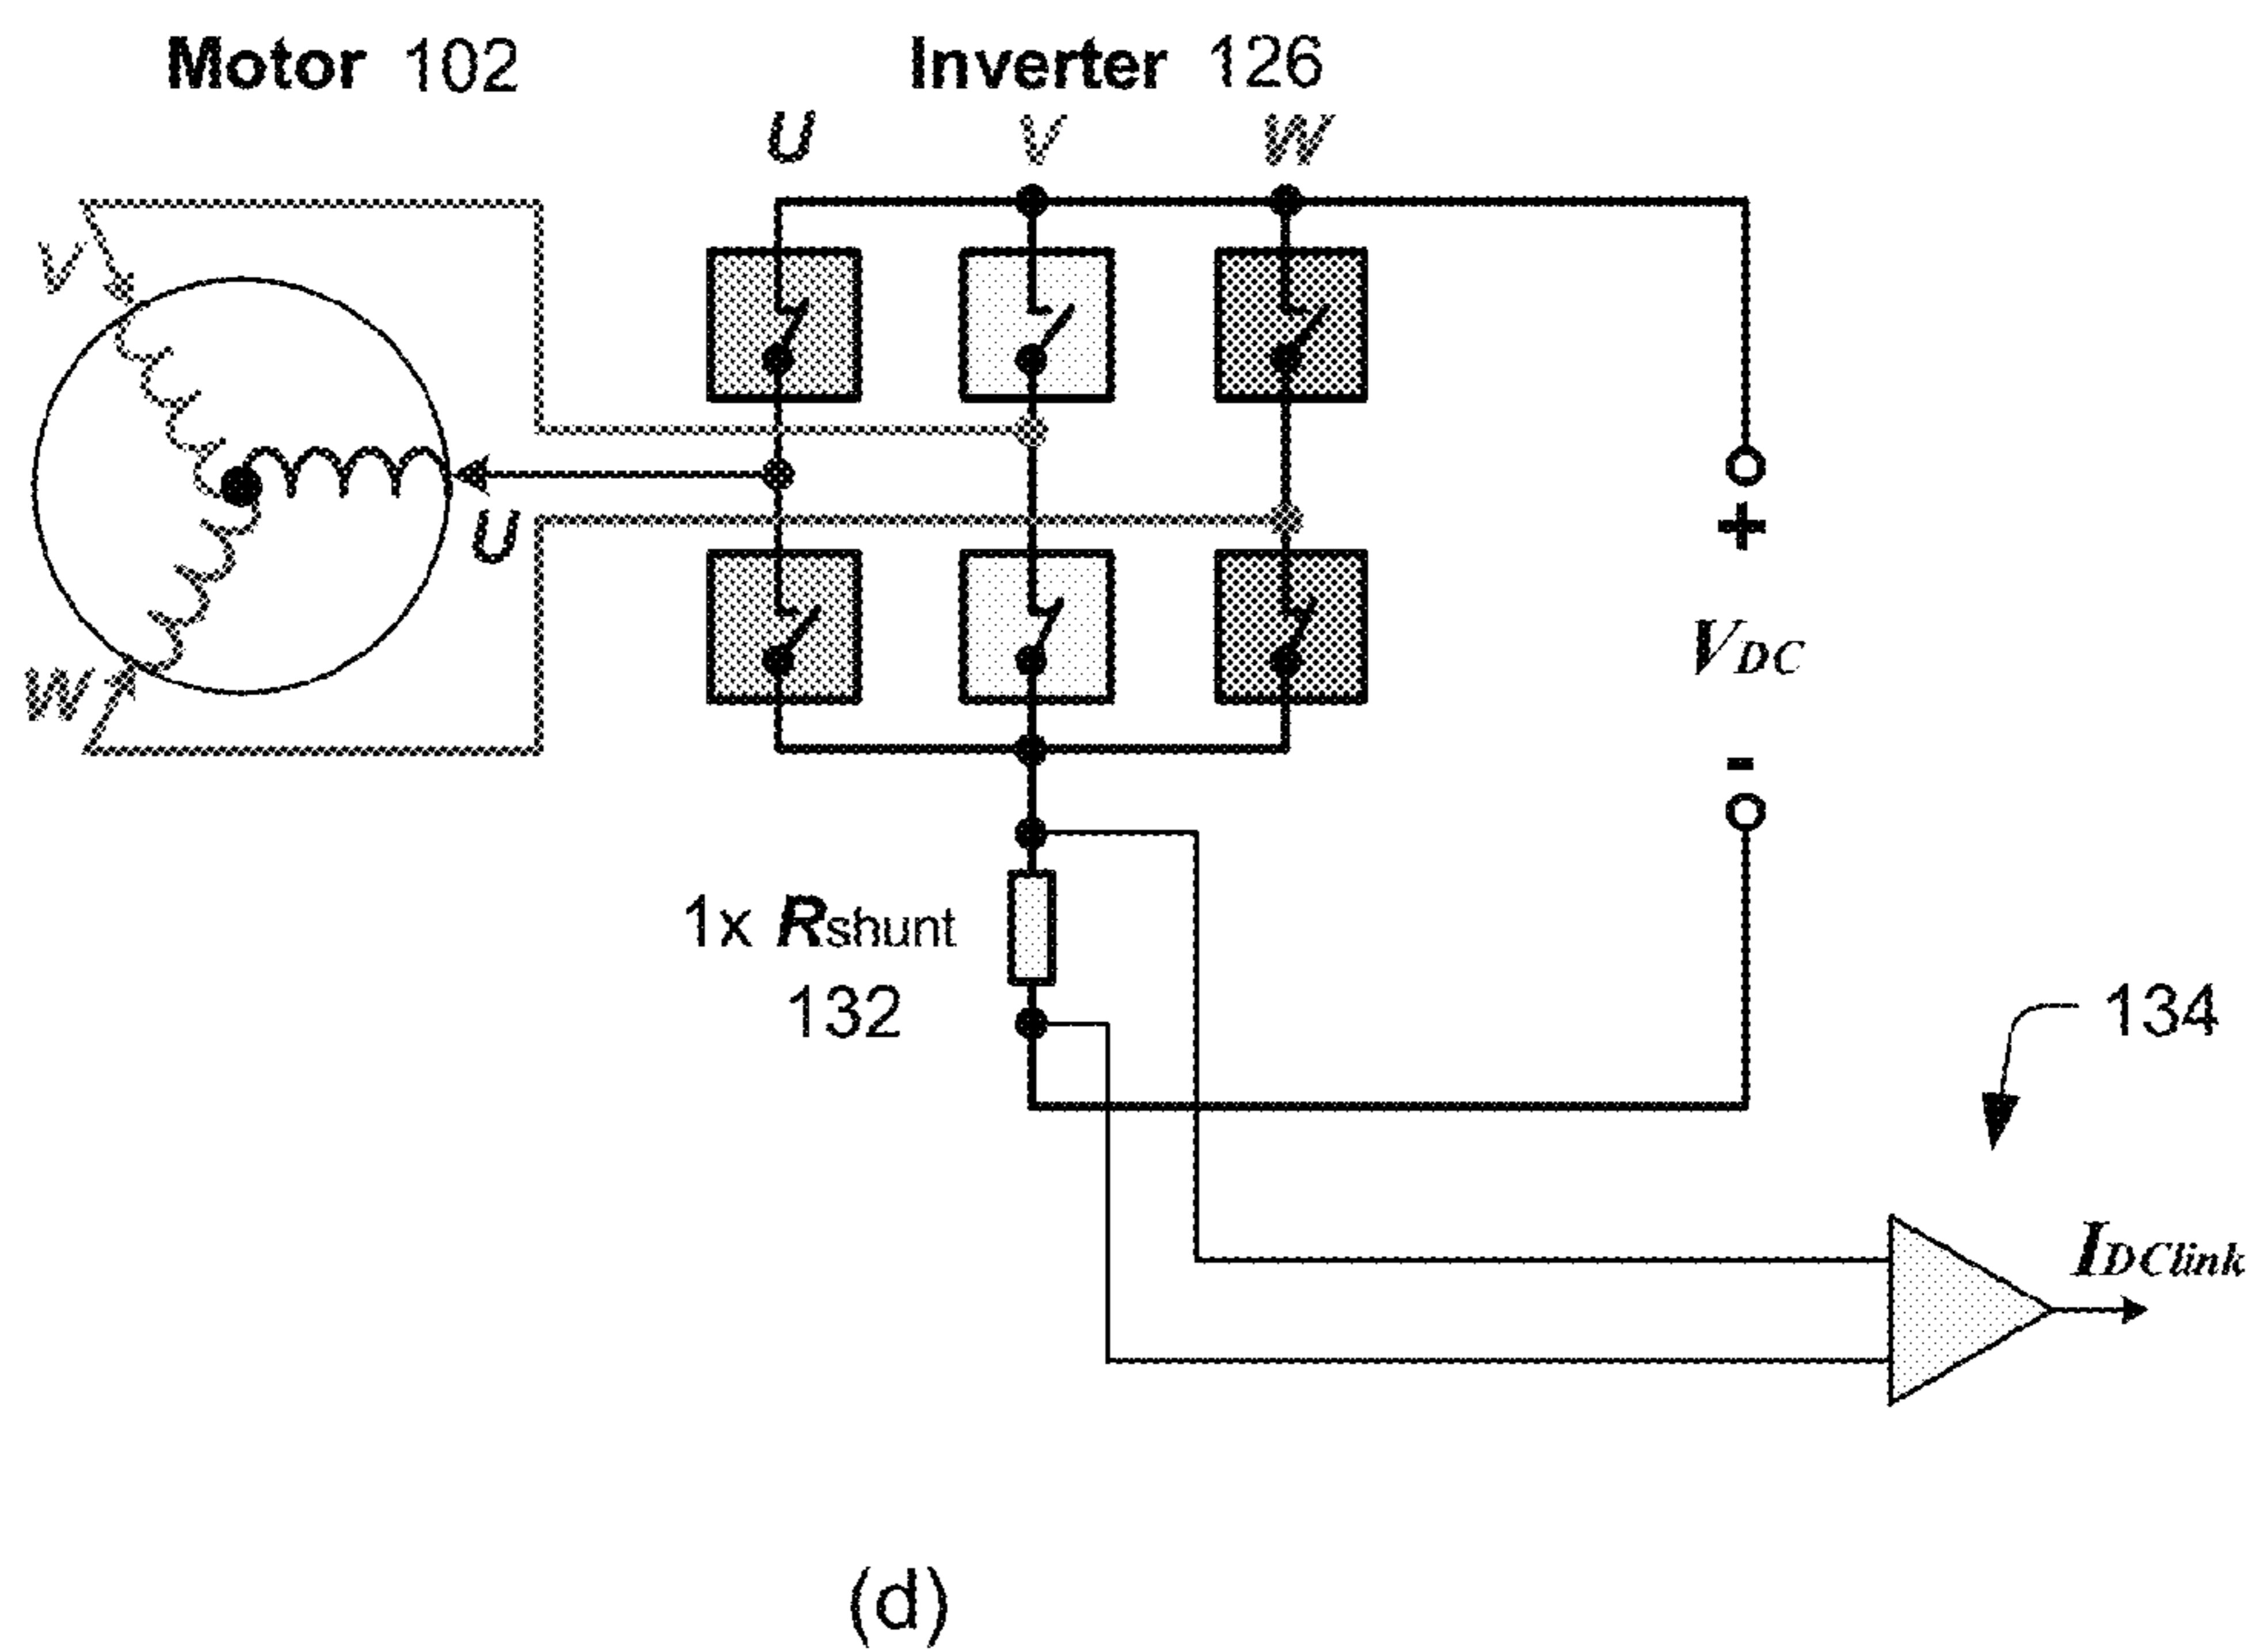 Motor 102
Inverter 126
U V W
V
U
W
+
VDC
-
1x Rshunt
132
134
IDClink
(d)